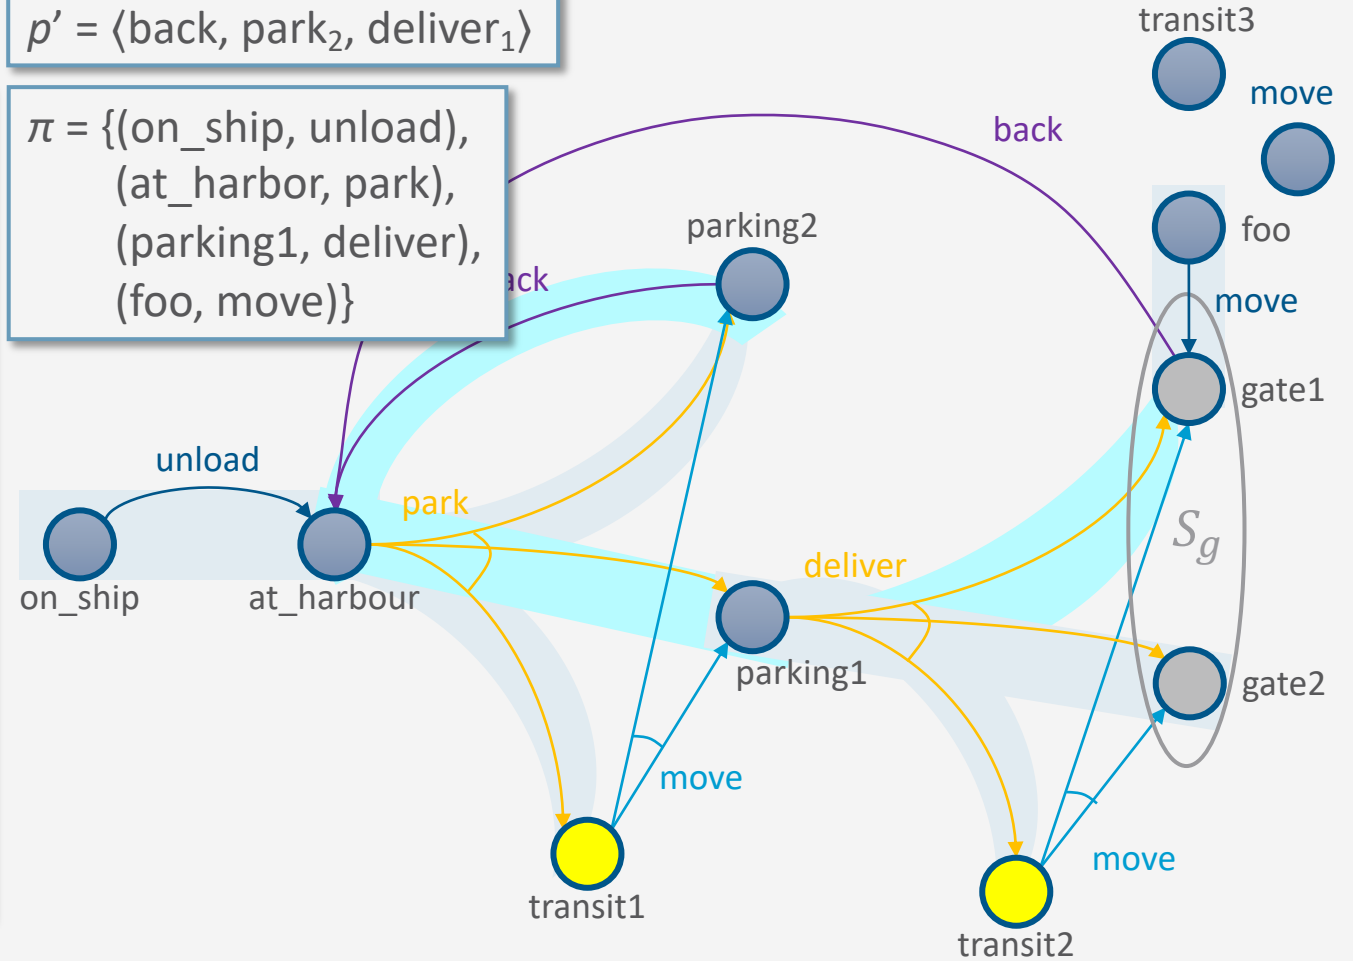 p' = ⟨back, park₂, deliver₁⟩
π = {(on_ship, unload),
(at_harbor, park),
(parking1, deliver),
(foo, move)}
transit3
move
back
foo
parking2
ack
move
gate1
unload
park
S_g
deliver
on_ship
at_harbour
parking1
gate2
move
move
transit1
transit2